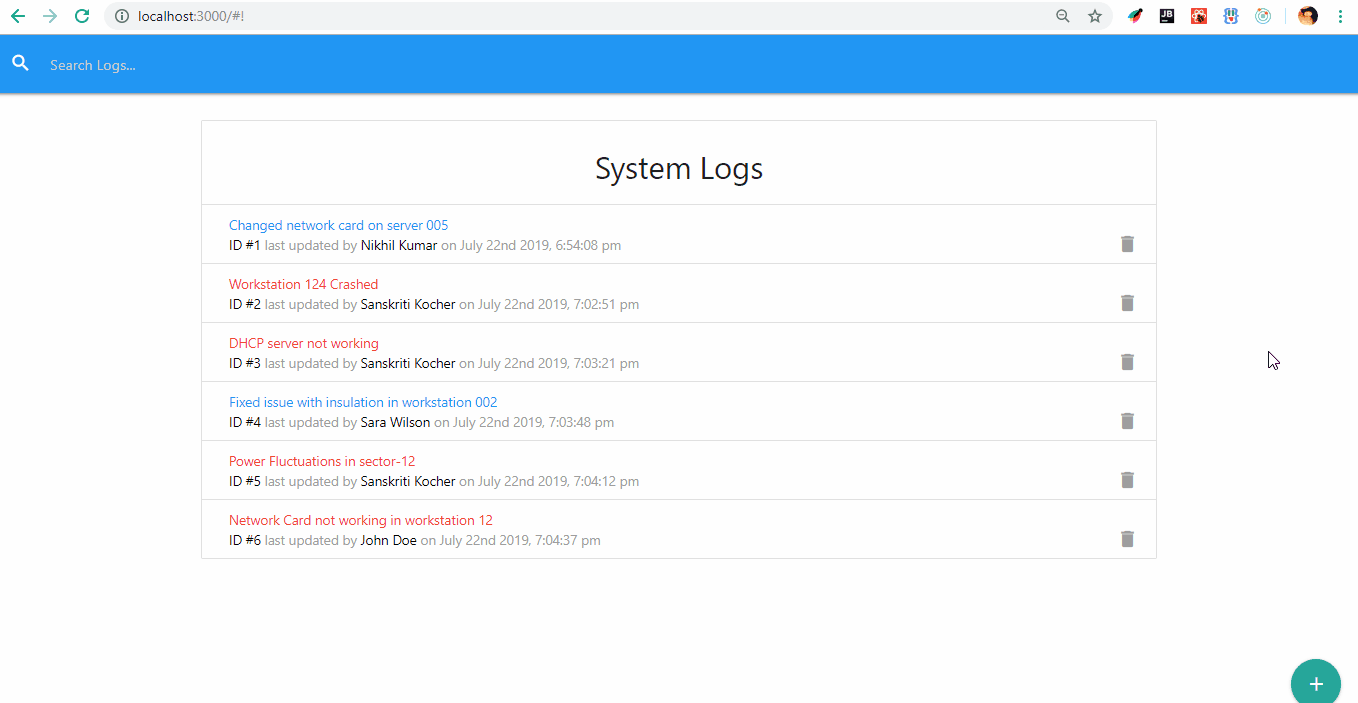 localhost:3000/#!
JB
Search Logs...
System Logs
Changed network card on server 005
ID #1 last updated by Nikhil Kumar on July 22nd 2019, 6:54:08 pm
Workstation 124 Crashed
ID #2 last updated by Sanskriti Kocher on July 22nd 2019, 7:02:51 pm
DHCP server not working
ID #3 last updated by Sanskriti Kocher on July 22nd 2019, 7:03:21 pm
Fixed issue with insulation in workstation 002
ID #4 last updated by Sara Wilson on July 22nd 2019, 7:03:48 pm
Power Fluctuations in sector-12
ID #5 last updated by Sanskriti Kocher on July 22nd 2019, 7:04:12 pm
Network Card not working in workstation 12
ID #6 last updated by John Doe on July 22nd 2019, 7:04:37 pm